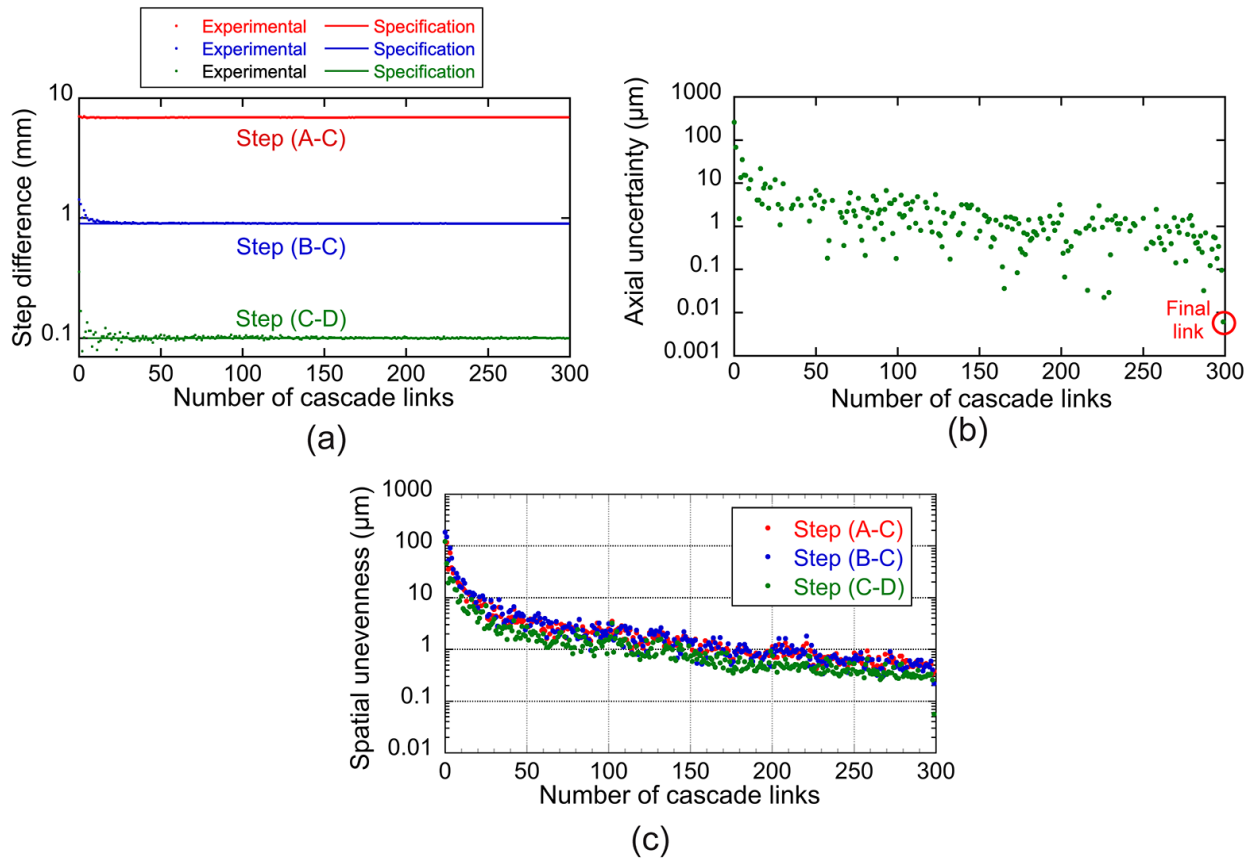 Experimental Specification
Experimental Specification
Experimental Specification
Step difference (mm)
10
1
0.1
Step (A-C)
Step (B-C)
Step (C-D)
0 50 100 150 200 250 300
Number of cascade links
(a)
Axial uncertainty (μm)
1000
100
10
1
0.1
0.01
0.001
Final
link
0 50 100 150 200 250 300
Number of cascade links
(b)
Spatial unevenness (μm)
1000
100
10
1
0.1
0.01
Step (A-C)
Step (B-C)
Step (C-D)
0 50 100 150 200 250 300
Number of cascade links
(c)